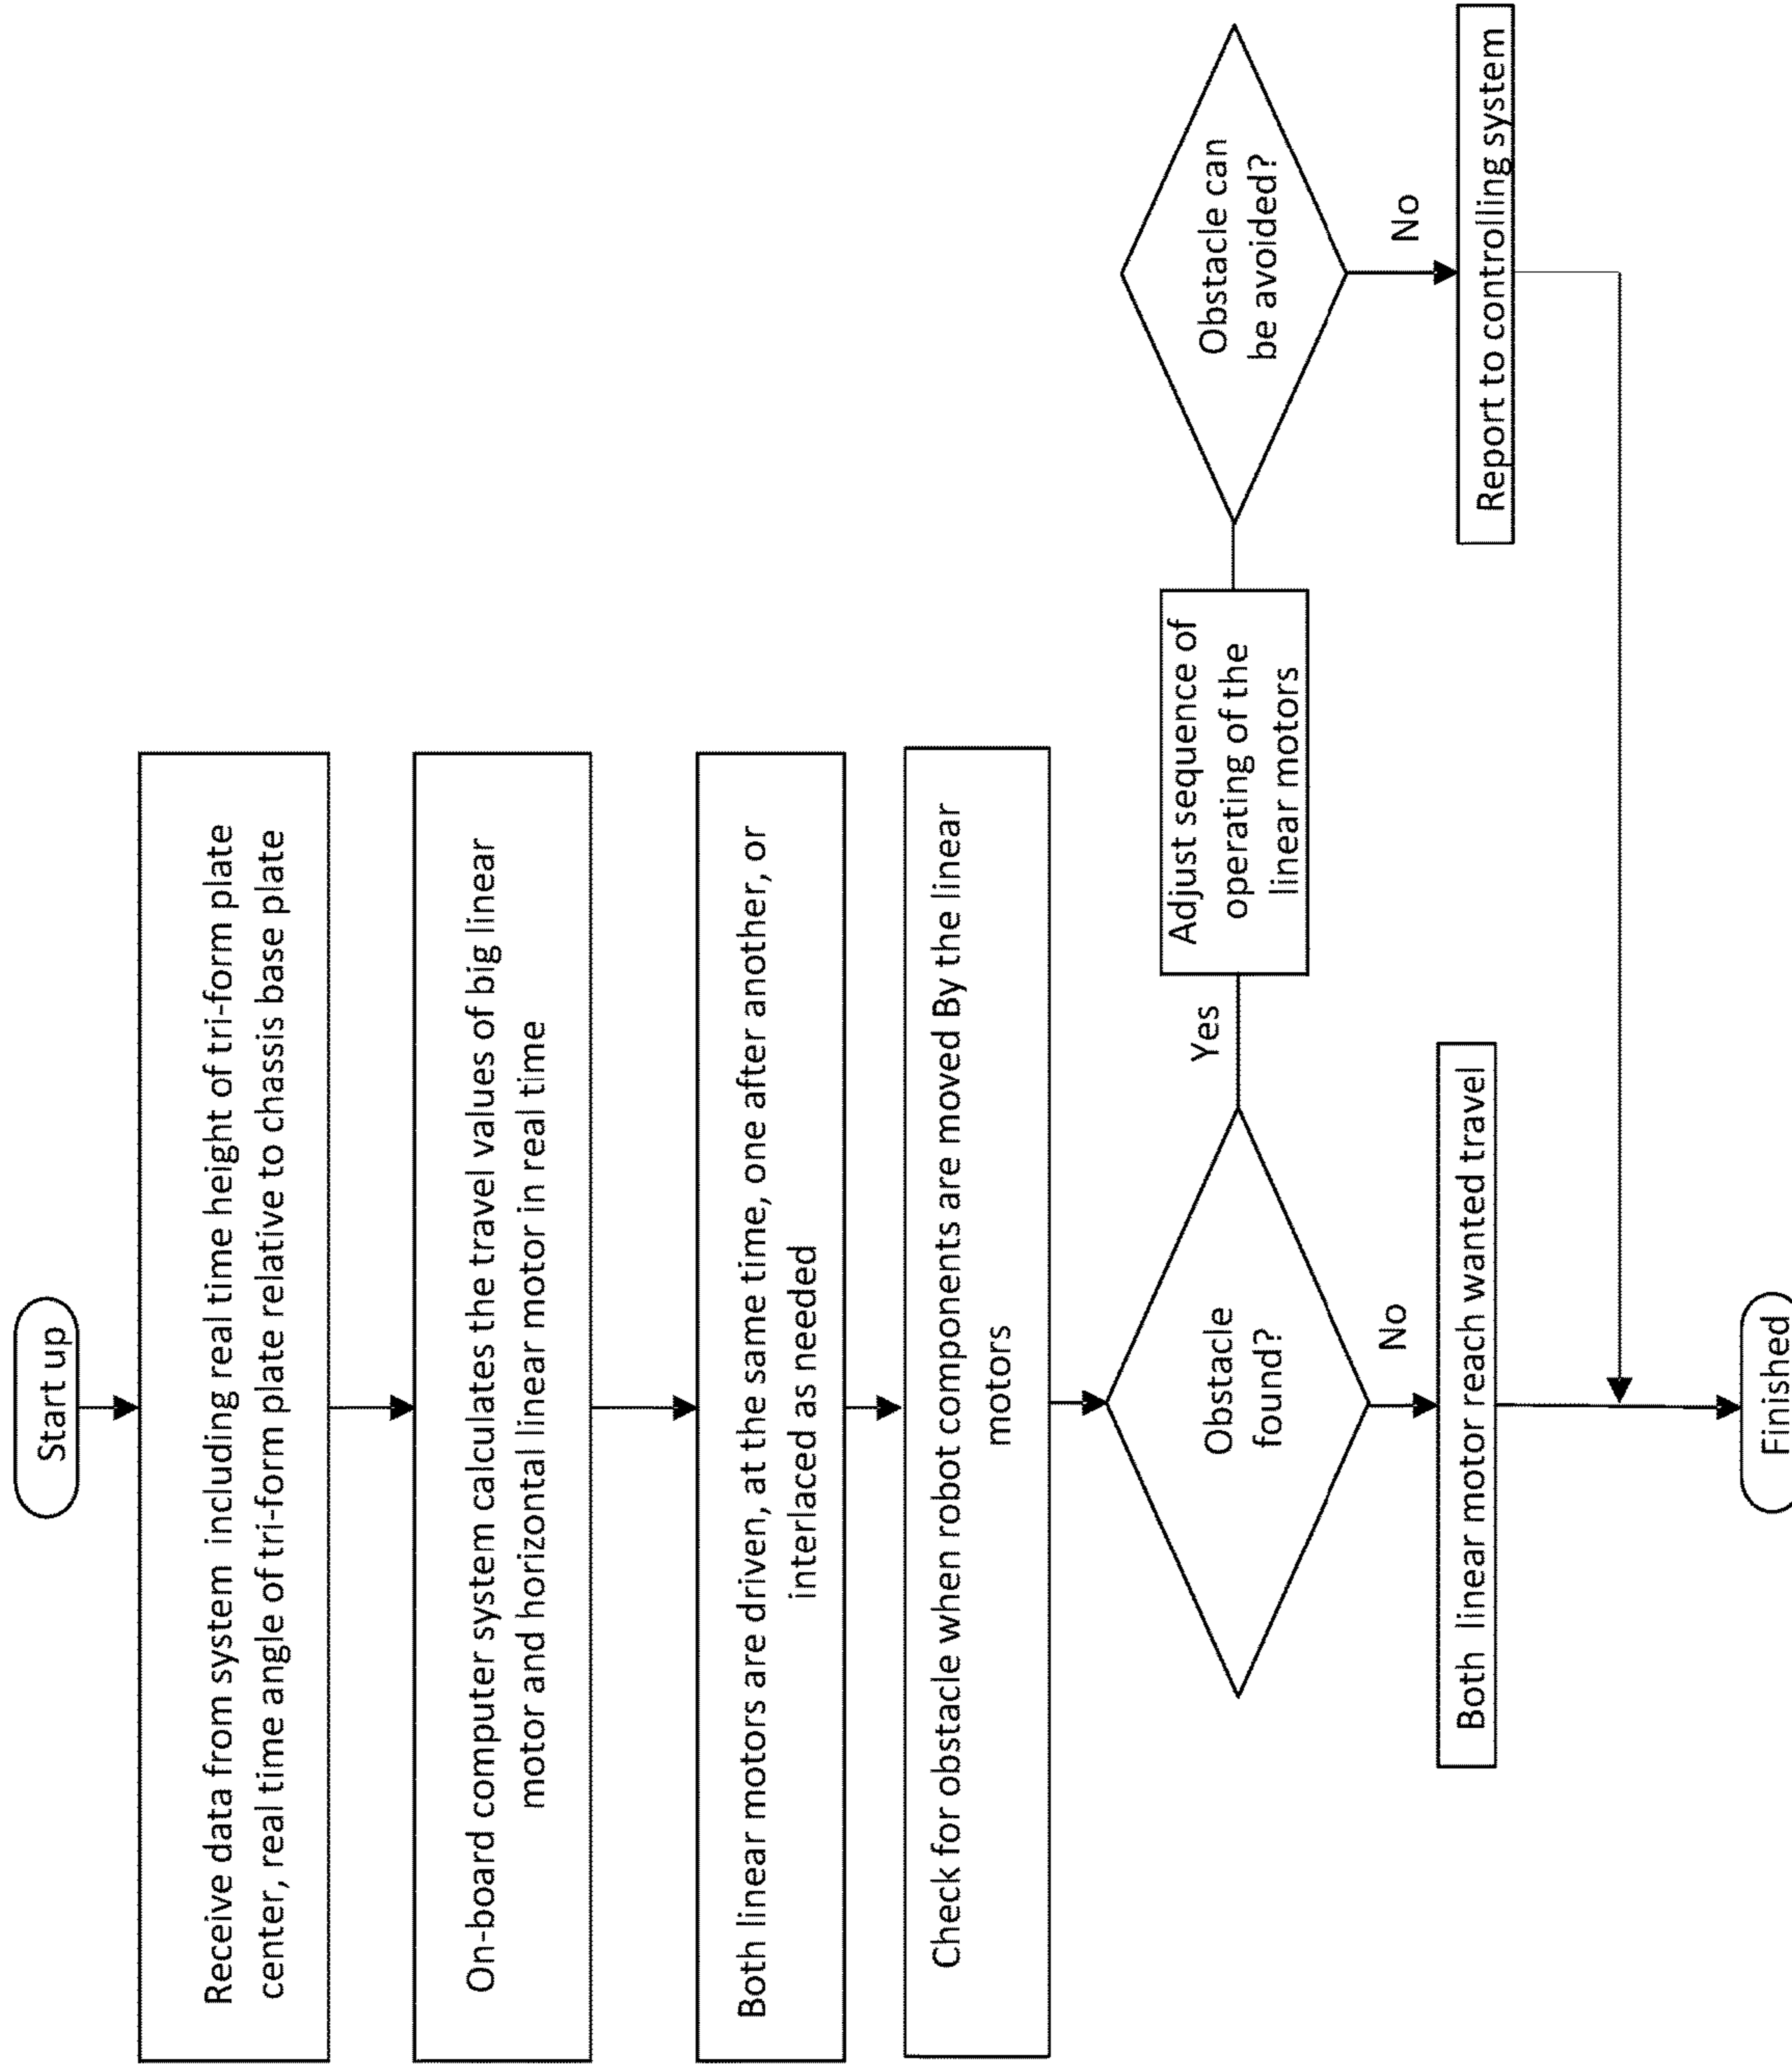 Start up
Receive data from system including real time height of tri-form plate
center, real time angle of tri-form plate relative to chassis base plate
On-board computer system calculates the travel values of big linear
motor and horizontal linear motor in real time
Both linear motors are driven, at the same time, one after another, or
interlaced as needed
Check for obstacle when robot components are moved By the linear
motors
Obstacle
found?
Yes
Adjust sequence of
operating of the
linear motors
Obstacle can
be avoided?
No
Report to controlling system
No
Both linear motor reach wanted travel
Finished